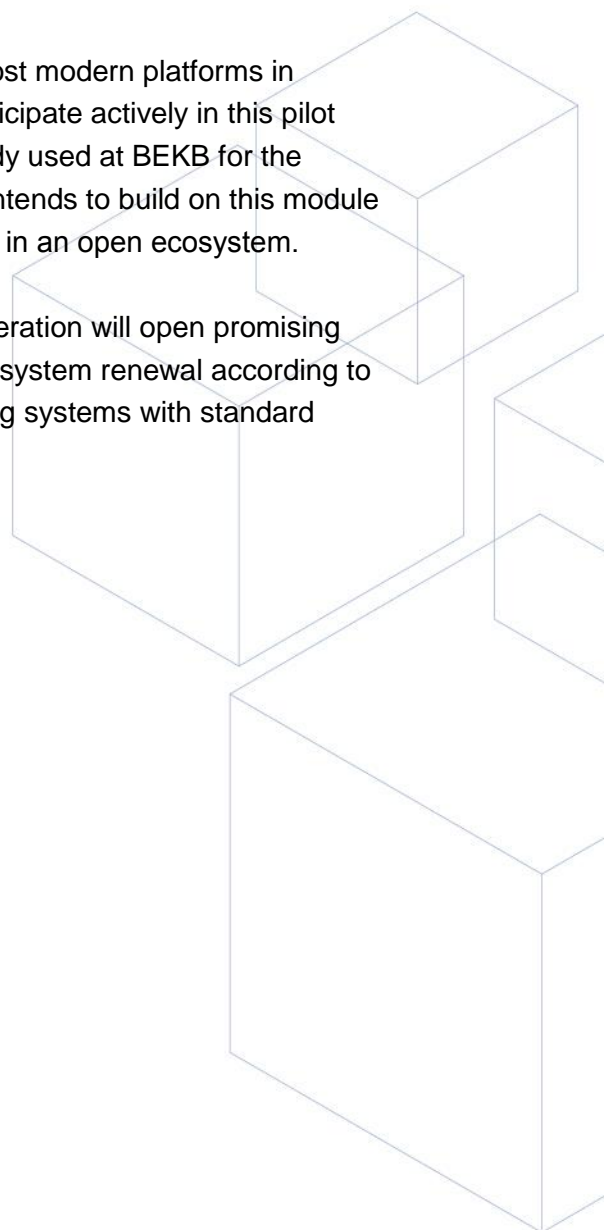 ost modern platforms in
icipate actively in this pilot
dy used at BEKB for the
ntends to build on this module
in an open ecosystem.
eration will open promising
system renewal according to
g systems with standard